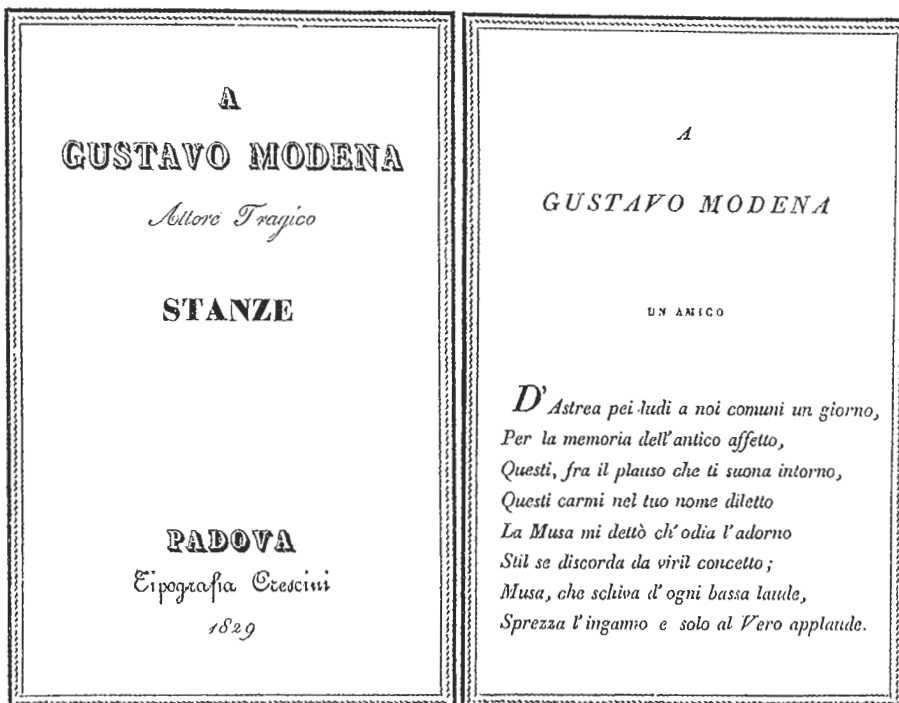 A
GUSTAVO MODENA
Attore Tragico
STANZE
PADOVA
Tipografia Crescini
1829
A
GUSTAVO MODENA
UN AMICO
D' Astrea pei ludi a noi comuni un giorno,
Per la memoria dell'antico affetto,
Questi, fra il plauso che ti suona intorno,
Questi carmi nel tuo nome diletto
La Musa mi dettò ch'odia l'adorno
Stil se discorda da viril concetto;
Musa, che schiva d'ogni bassa laude,
Sprezza l'inganno e solo al Vero applaude.